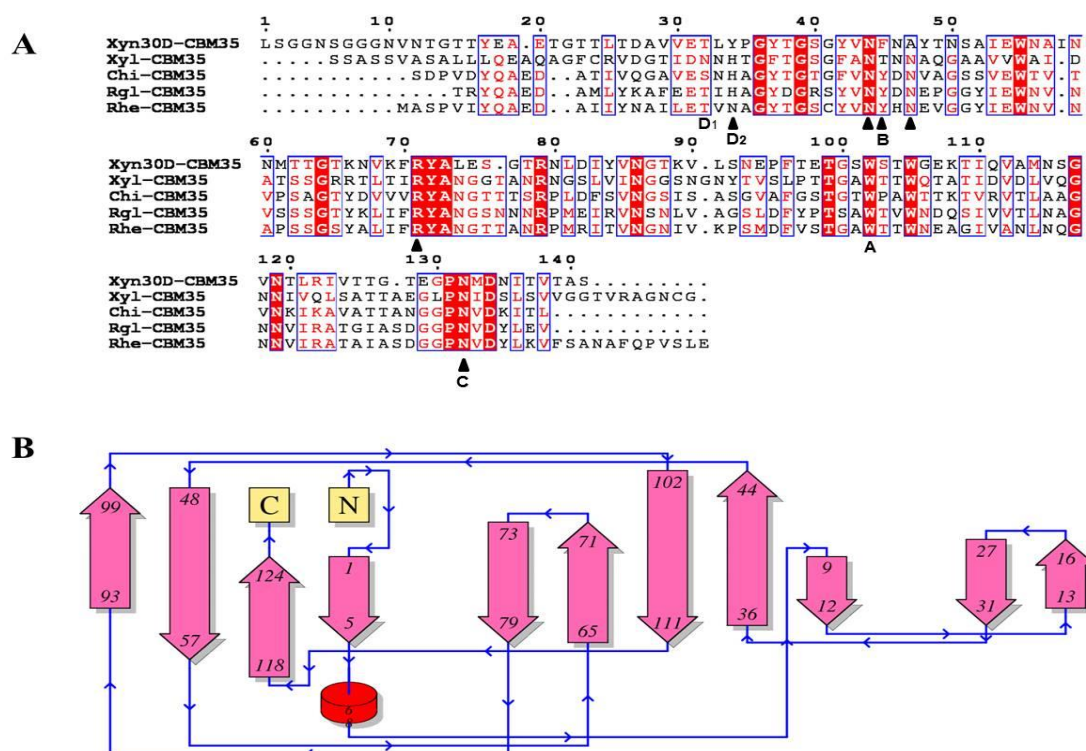 A
1 10 20 30 40 50
Xyn30D-CBM35 LSGGNSGGGNVNTGTTYEA.ETGTTLTDAVVETLYPGYTGSGYVNFNAYTNSAIEWNAIN
Xyl-CBM35 .....SSASSVASALLLQEAQAGFCRVDGTIDNNHTGFTGSGFANTNNAQGAAVVWAI.D
Chi-CBM35 ...........SDPVDYQAED..ATIVQGAVESNHAGYTGTGFVNYDNVAGSSVEWTV.T
Rgl-CBM35 ..............TRYQAED..AMLYKAFEETIHAGYDGRSYVNYDNEPGGYIEWNV.N
Rhe-CBM35 ..........MASPVIYQAED..AIIYNAILETVNAGYTGSCYVNYHNEVGGYIEWNV.N
D1 D2 B
60 70 80 90 100 110
Xyn30D-CBM35 NMTTGTKNVKFRYALES.GTRNLDIYVNGTKV.LSNEPFTETGSWSTWGEKTIQVAMNSG
Xyl-CBM35 ATSSGRRTLTIRYANGGTANRNGSLVINGGSNGNYTVSLPTTGAWTTWQTATIDVDLVQG
Chi-CBM35 VPSAGTYDVVRYANGTTTSRPLDFSVNGSIS.ASGVAFGSTGTWPAWTTKTVRVTLAAG
Rgl-CBM35 VSSSGTYKLIFRYANGSNNNRPMEIRVNSNLV.AGSLDFYPTSAWTVWNDQSIVVTLNAG
Rhe-CBM35 APSSGSYALIFRYANGTTANRPMRITVNGNIV.KPSMDFVSTGAWTTWNEAGIVANLNQG
A
120 130 140
Xyn30D-CBM35 VNTLRIVTTG.TEGPNMDNITVTAS.........
Xyl-CBM35 NNIVQLSATTAEGLPNIDSLSVVGGTVRAGNCG.
Chi-CBM35 VNKIKAVATTANGGPNVDKITL............
Rgl-CBM35 NNVIRATGIASDGGPNVDYLEV............
Rhe-CBM35 NNVIRATAIASDGGPNVDYLKVFSANAFQPVSLE
C
B
99 48 C N 73 71 102 44 27 16
124 1 9
93 57 118 5 79 65 111 36 12 31 13
6